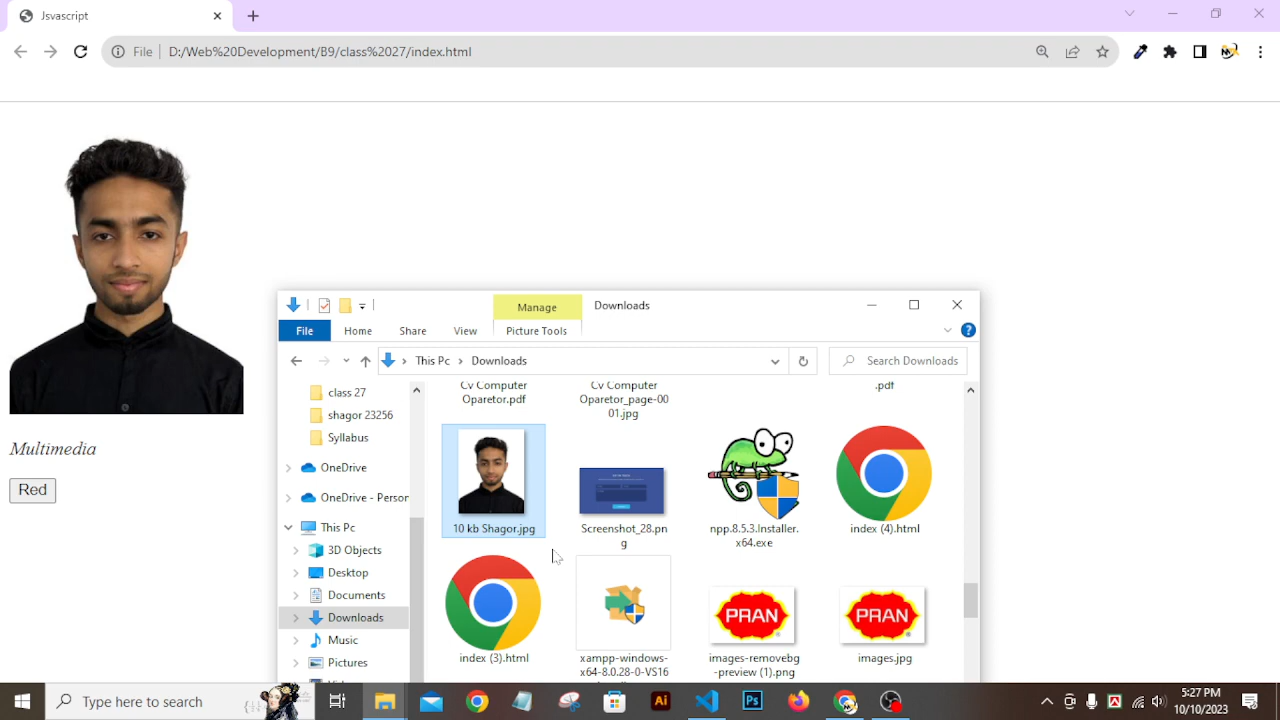 Jsvascript
File
D:/Web%20Development/B9/class%2027/index.html
Multimedia
Red
Manage
Downloads
File
Home
Share
View
Picture Tools
This Pc
Downloads
Search Downloads
class 27
shagor 23256
Syllabus
OneDrive
OneDrive - Person
This Pc
3D Objects
Desktop
Documents
Downloads
Music
Pictures
Cv Computer
Oparetor.pdf
Cv Computer
Oparetor_page-00
01.jpg
.pdf
10 kb Shagor.jpg
Screenshot_28.pn
g
npp.8.5.3.Installer.
x64.exe
index (4).html
index (3).html
xampp-windows-
x64-8.0.28-0-VS16
PRAN
images-removebg
-preview (1).png
PRAN
images.jpg
Type here to search
Ai
Ps
5:27 PM
10/10/2023